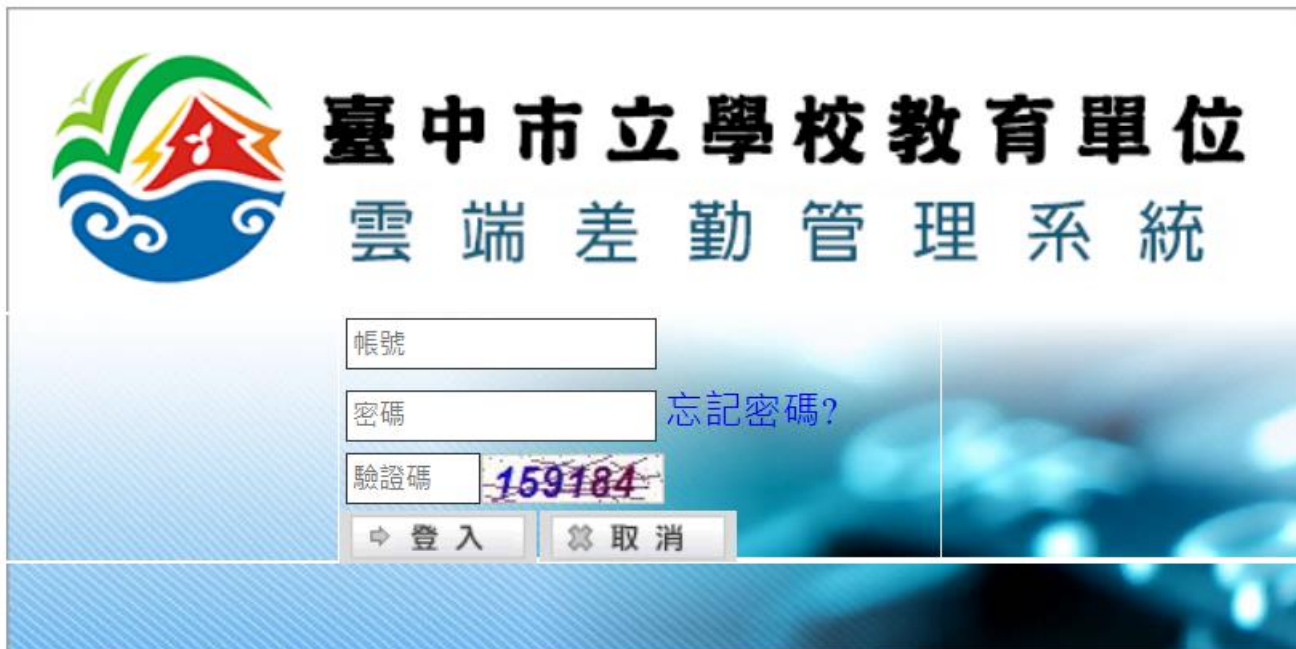 臺中市立學校教育單位
雲端差勤管理系統
帳號
密碼 忘記密碼?
驗證碼 159184
登入 取消